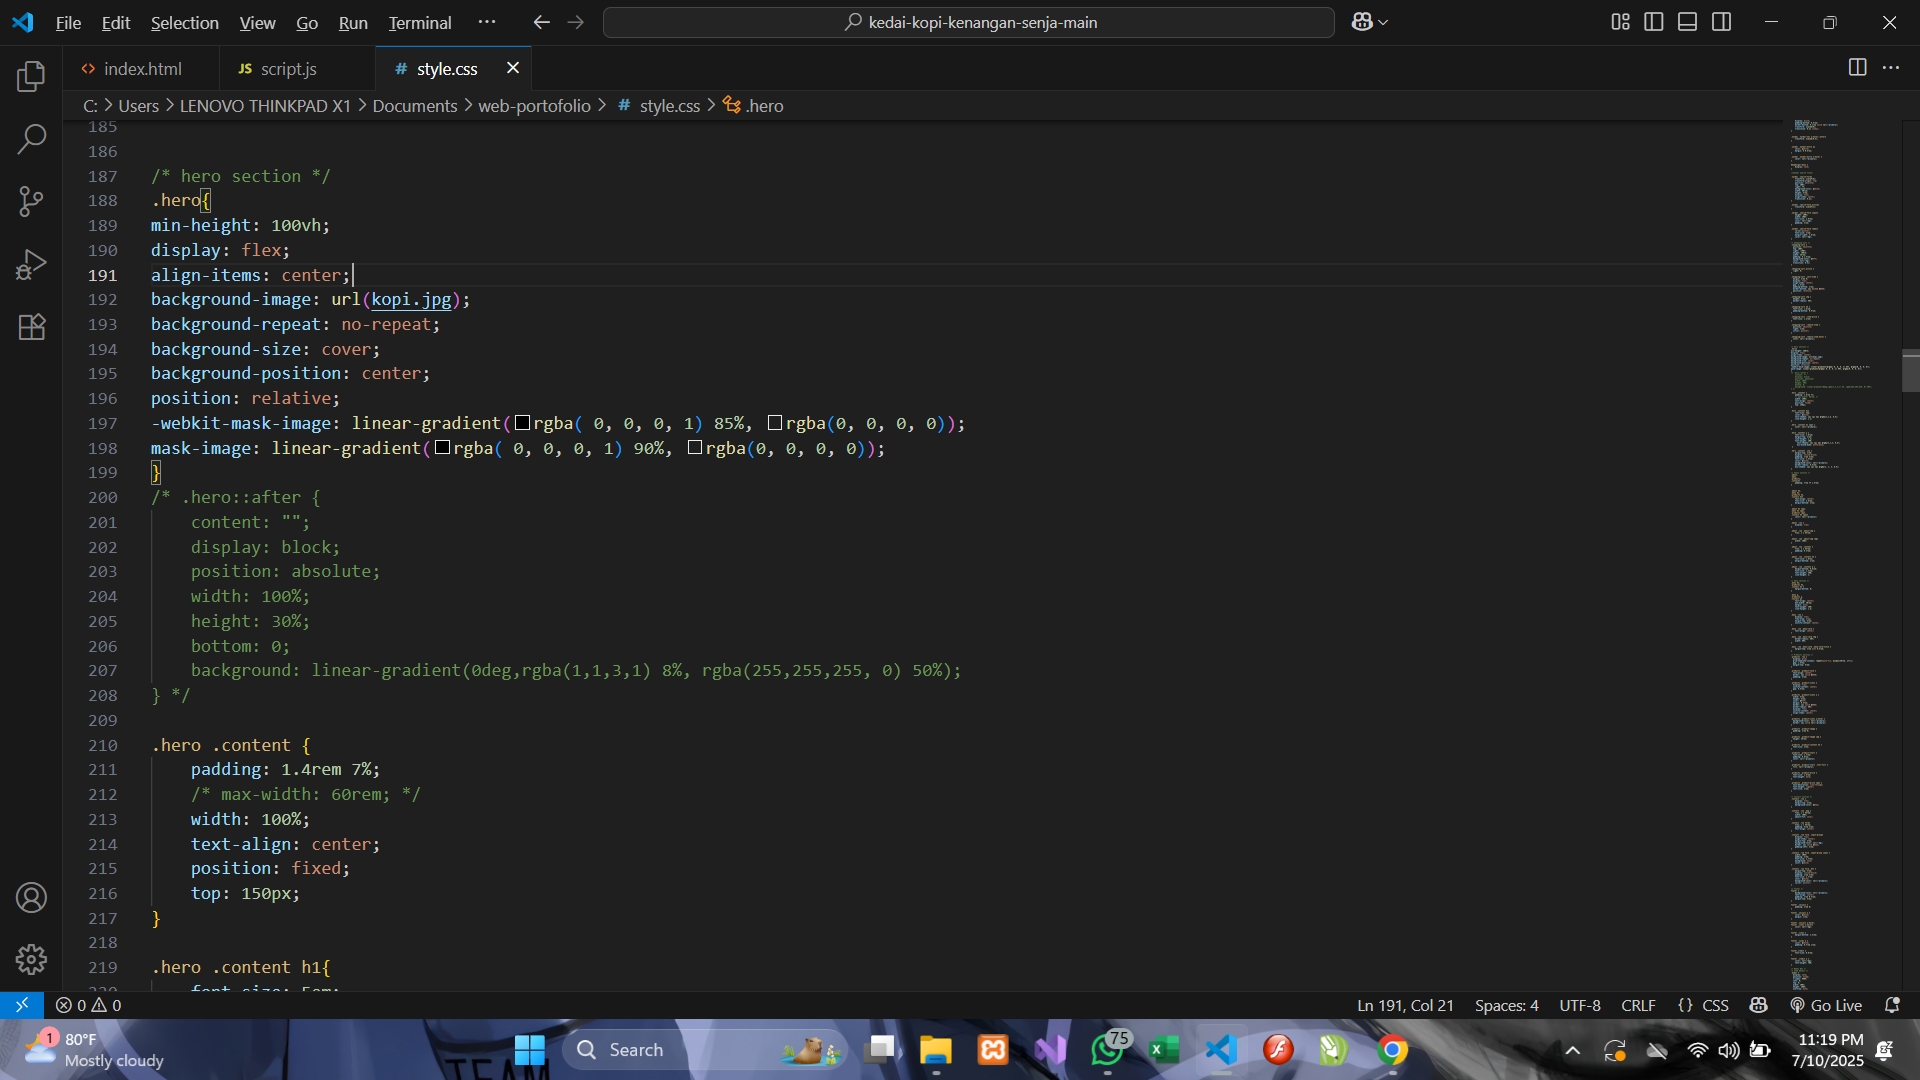 File Edit Selection View Go Run Terminal ··· kedai-kopi-kenangan-senja-main
index.html JS script.js # style.css
C: > Users > LENOVO THINKPAD X1 > Documents > web-portofolio > # style.css > .hero
185
186
187 /* hero section */
188 .hero{
189 min-height: 100vh;
190 display: flex;
191 align-items: center;
192 background-image: url(kopi.jpg);
193 background-repeat: no-repeat;
194 background-size: cover;
195 background-position: center;
196 position: relative;
197 -webkit-mask-image: linear-gradient(rgba( 0, 0, 0, 1) 85%, rgba(0, 0, 0, 0));
198 mask-image: linear-gradient(rgba( 0, 0, 0, 1) 90%, rgba(0, 0, 0, 0));
199 }
200 /* .hero::after {
201 content: "";
202 display: block;
203 position: absolute;
204 width: 100%;
205 height: 30%;
206 bottom: 0;
207 background: linear-gradient(0deg,rgba(1,1,3,1) 8%, rgba(255,255,255, 0) 50%);
208 } */
209
210 .hero .content {
211 padding: 1.4rem 7%;
212 /* max-width: 60rem; */
213 width: 100%;
214 text-align: center;
215 position: fixed;
216 top: 150px;
217 }
218
219 .hero .content h1{
220 font-size: 5em;
0 0 Ln 191, Col 21 Spaces: 4 UTF-8 CRLF {} CSS Go Live
1 80°F
Mostly cloudy
TEAM
Search
75
11:19 PM
7/10/2025